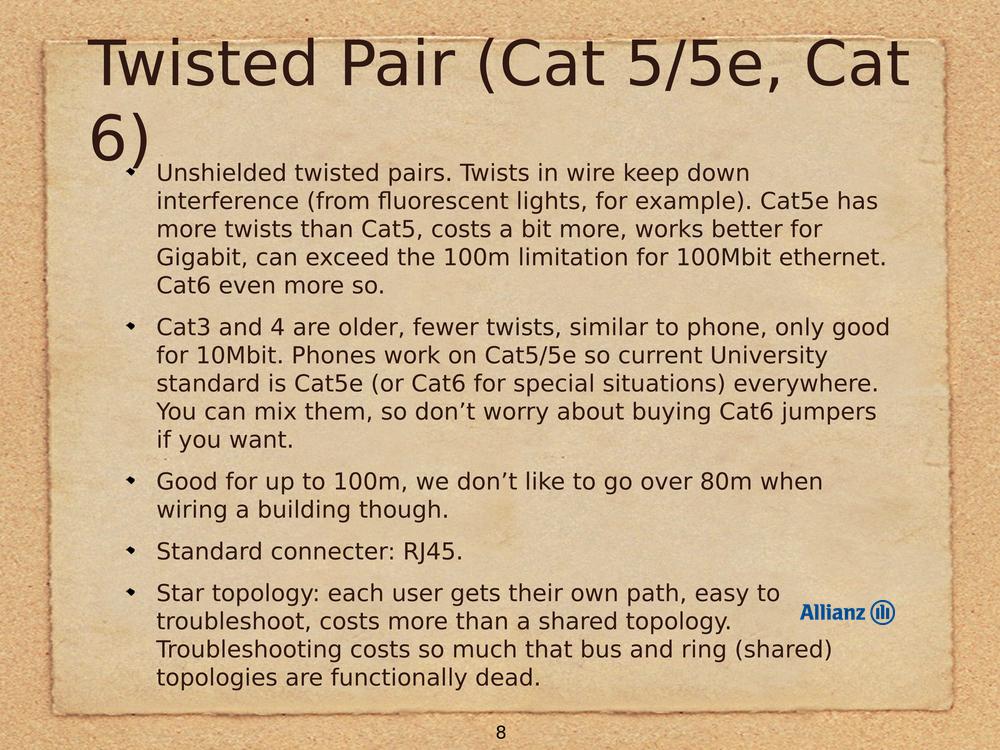 Twisted Pair (Cat 5/5e, Cat
6)
Unshielded twisted pairs. Twists in wire keep down
interference (from fluorescent lights, for example). Cat5e has
more twists than Cat5, costs a bit more, works better for
Gigabit, can exceed the 100m limitation for 100Mbit ethernet.
Cat6 even more so.
Cat3 and 4 are older, fewer twists, similar to phone, only good
for 10Mbit. Phones work on Cat5/5e so current University
standard is Cat5e (or Cat6 for special situations) everywhere.
You can mix them, so don’t worry about buying Cat6 jumpers
if you want.
Good for up to 100m, we don’t like to go over 80m when
wiring a building though.
Standard connecter: RJ45.
Star topology: each user gets their own path, easy to
troubleshoot, costs more than a shared topology.
Troubleshooting costs so much that bus and ring (shared)
topologies are functionally dead.
Allianz
8